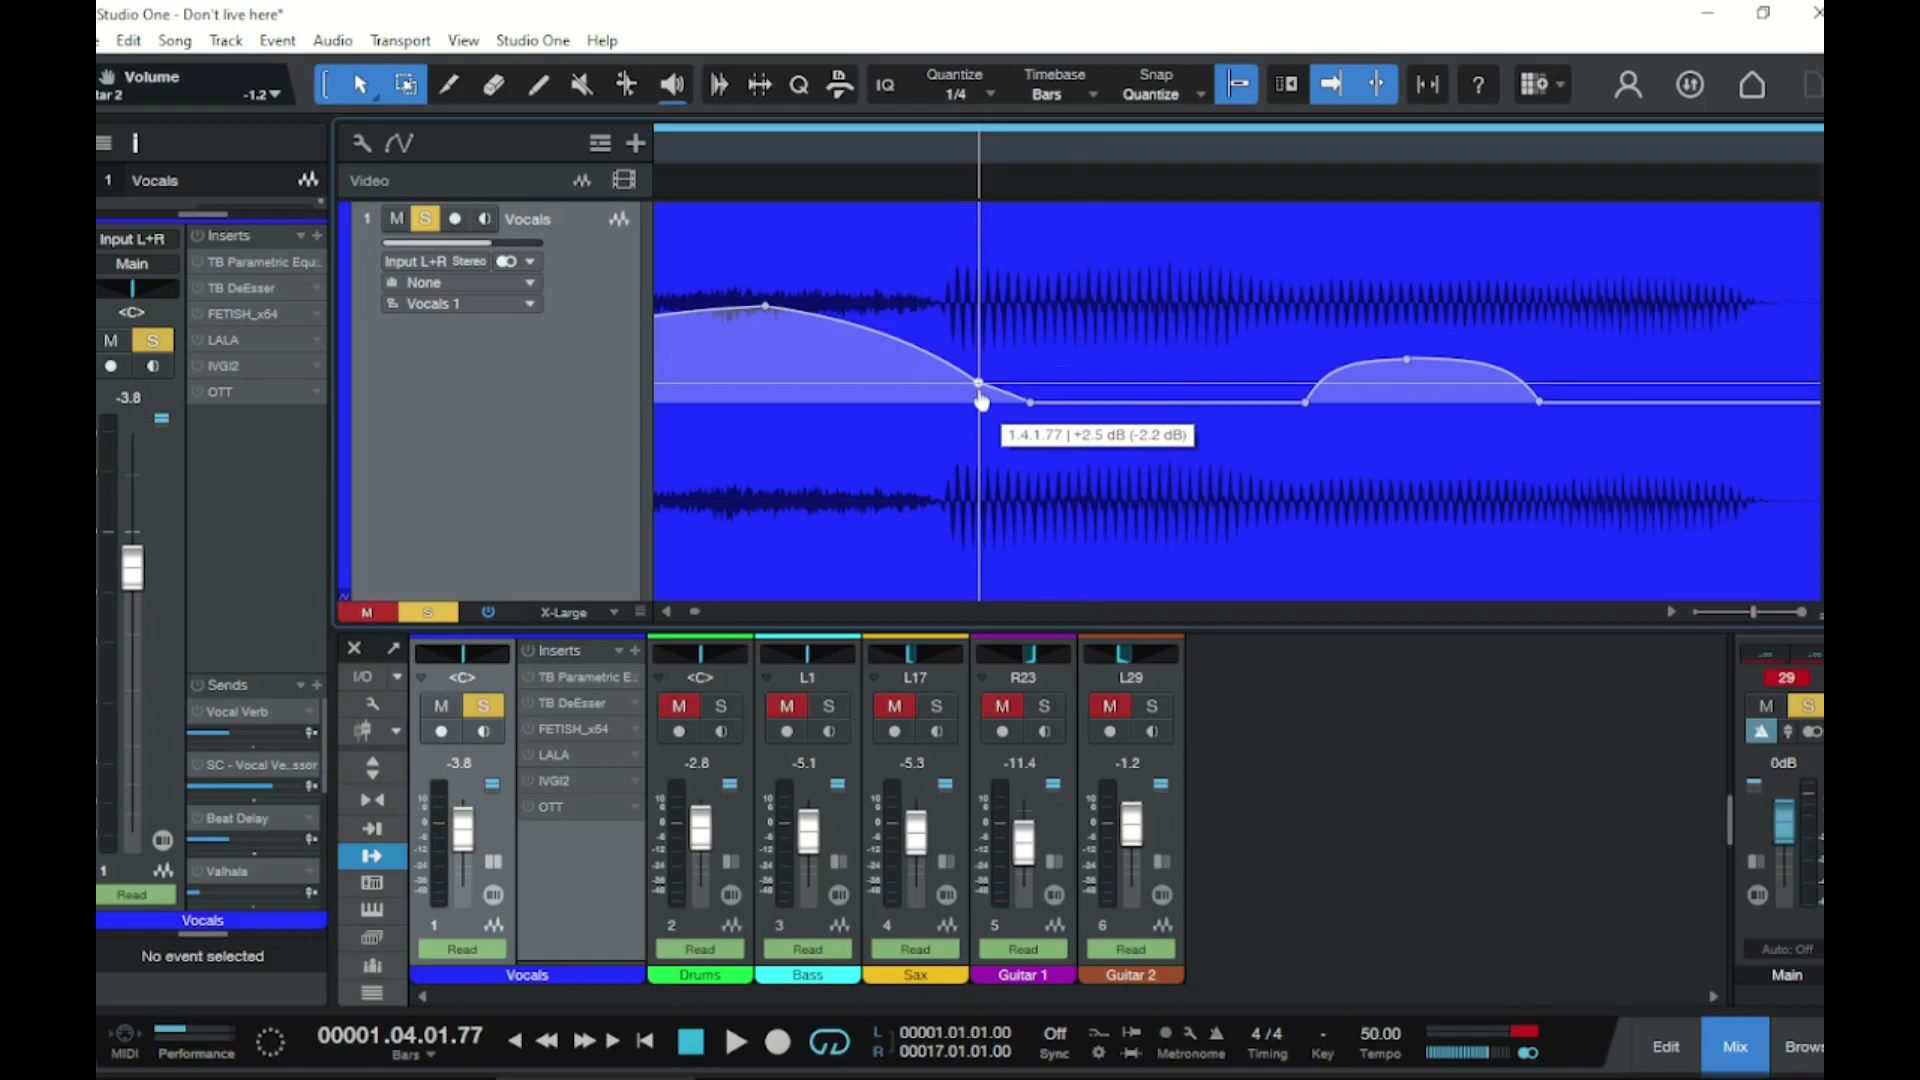 Studio One - Don't live here*
Edit Song Track Event Audio Transport View Studio One Help
Volume
-1.2
IQ
Quantize
1/4
Timebase
Bars
Snap
Quantize
?
1 Vocals
Input L+R
Main
<C>
M S
-3.8
Inserts
TB Parametric Equ..
TB DeEsser
FETISH_x64
LALA
IVGI2
OTT
Sends
Vocal Verb
SC - Vocal Ve..ssor
Beat Delay
Valhala
1
Read
Vocals
No event selected
Video
1 M S Vocals
Input L+R Stereo
None
Vocals 1
1.4.1.77 | +2.5 dB (-2.2 dB)
M S X-Large
I/O
<C>
M S
-3.8
1
Read
Inserts
TB Parametric E..
TB DeEsser
FETISH_x64
LALA
IVGI2
OTT
Vocals
<C>
M S
-2.8
2
Read
Drums
L1
M S
-5.1
3
Read
Bass
L17
M S
-5.3
4
Read
Sax
R23
M S
-11.4
5
Read
Guitar 1
L29
M S
-1.2
6
Read
Guitar 2
29
M S
0dB
Auto: Off
Main
MIDI Performance
00001.04.01.77
Bars
L 00001.01.01.00
R 00017.01.01.00
Off
Sync
Metronome
4 / 4
Timing
-
Key
50.00
Tempo
Edit Mix Brow